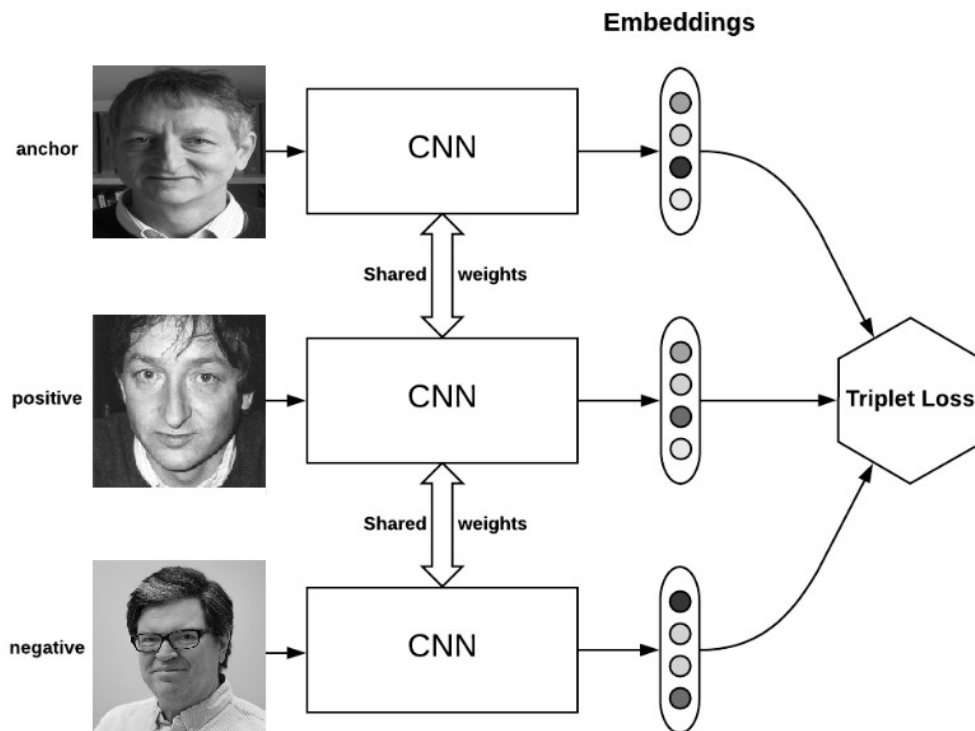 Embeddings
anchor
CNN
Shared weights
positive
CNN
Triplet Loss
Shared weights
negative
CNN